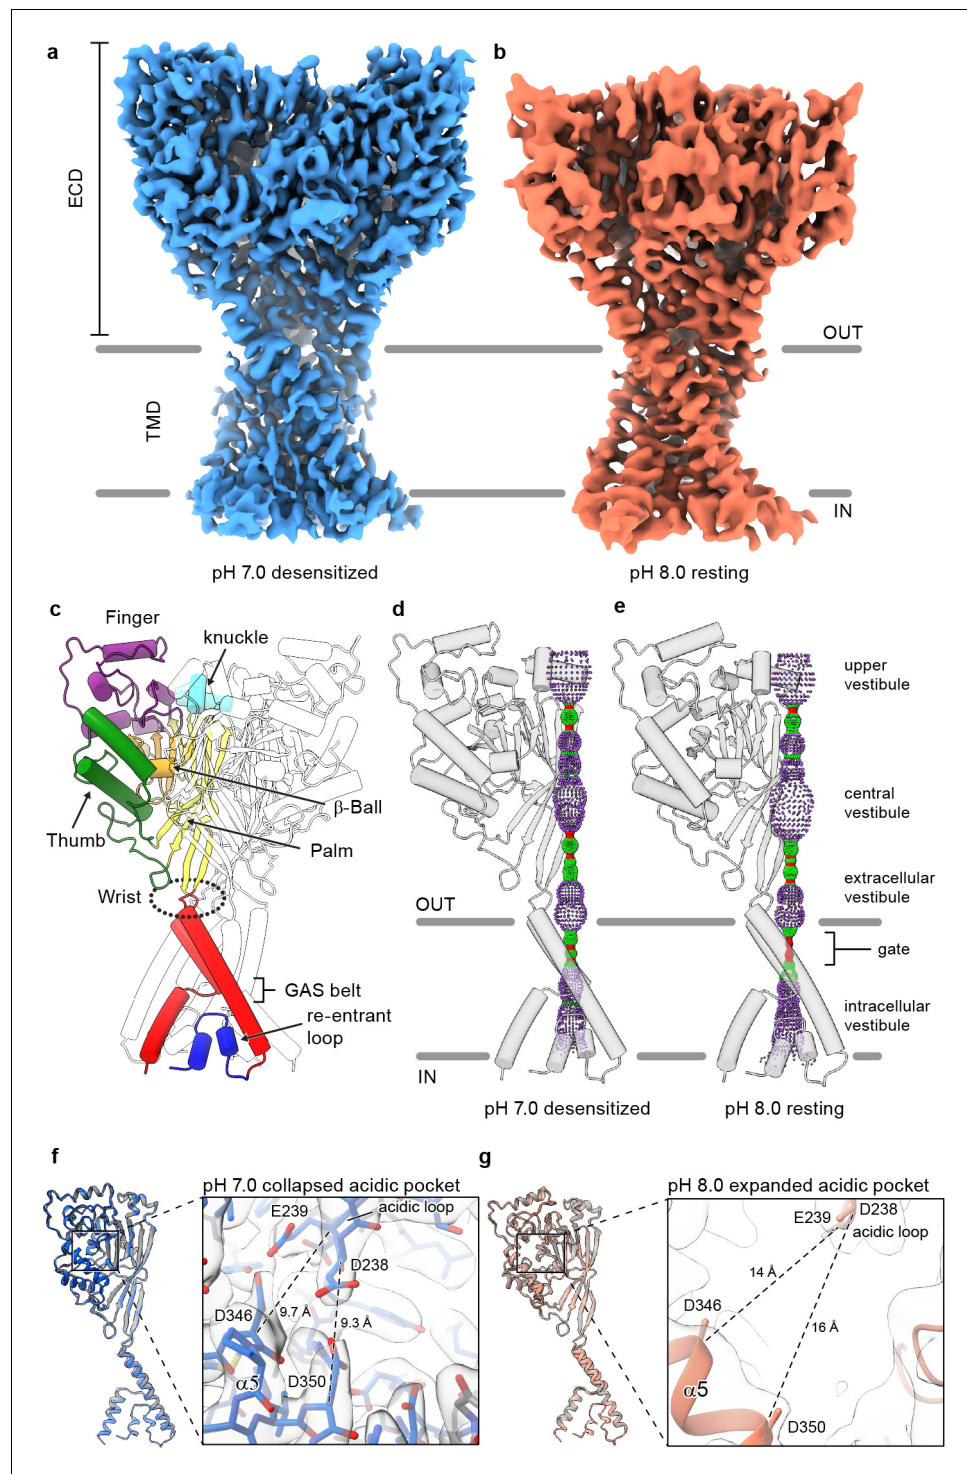 a
b
ECD
OUT
TMD
IN
pH 7.0 desensitized
pH 8.0 resting
c
d
e
Finger
knuckle
upper
vestibule
β-Ball
central
vestibule
Thumb
Palm
Wrist
extracellular
vestibule
OUT
gate
GAS belt
re-entrant
loop
intracellular
vestibule
IN
pH 7.0 desensitized
pH 8.0 resting
f
g
pH 7.0 collapsed acidic pocket
pH 8.0 expanded acidic pocket
E239
acidic loop
D238
D346
9.7 Å
9.3 Å
α5
D350
E239
D238
acidic loop
14 Å
D346
16 Å
α5
D350